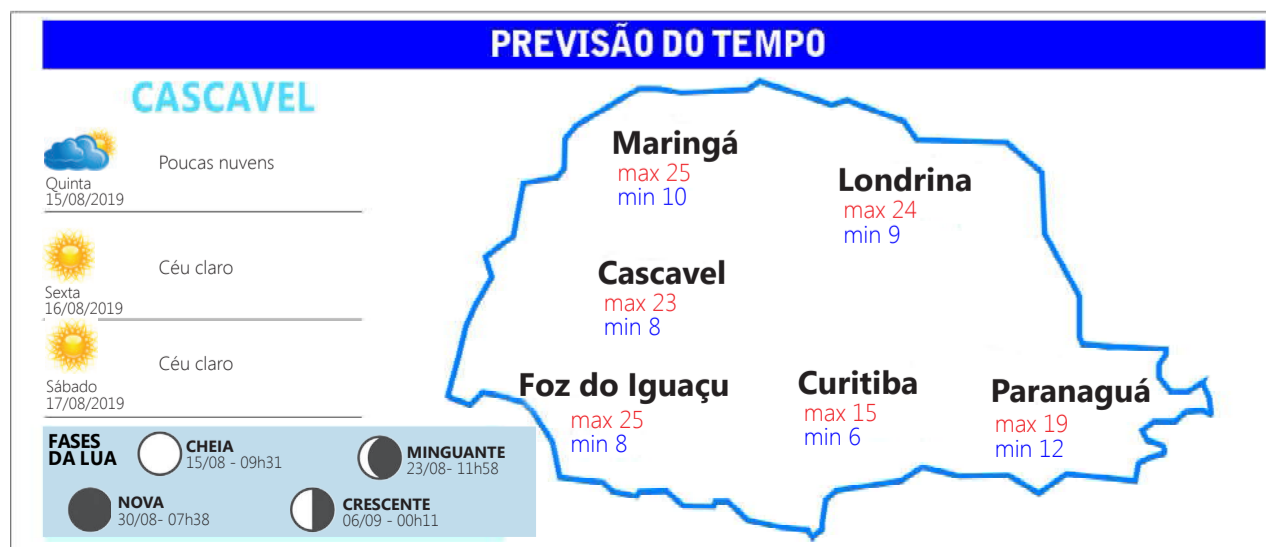 PREVISÃO DO TEMPO
CASCAVEL
Poucas nuvens
Quinta
15/08/2019
Céu claro
Sexta
16/08/2019
Céu claro
Sábado
17/08/2019
FASES
DA LUA
CHEIA
15/08 - 09h31
MINGUANTE
23/08- 11h58
NOVA
30/08- 07h38
CRESCENTE
06/09 - 00h11
Maringá
max 25
min 10
Londrina
max 24
min 9
Cascavel
max 23
min 8
Foz do Iguaçu
max 25
min 8
Curitiba
max 15
min 6
Paranaguá
max 19
min 12